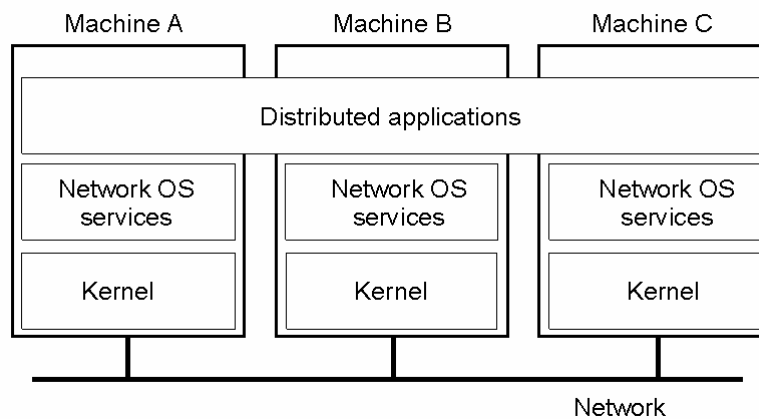 Machine A
Machine B
Machine C
Distributed applications
Network OS
services
Network OS
services
Network OS
services
Kernel
Kernel
Kernel
Network